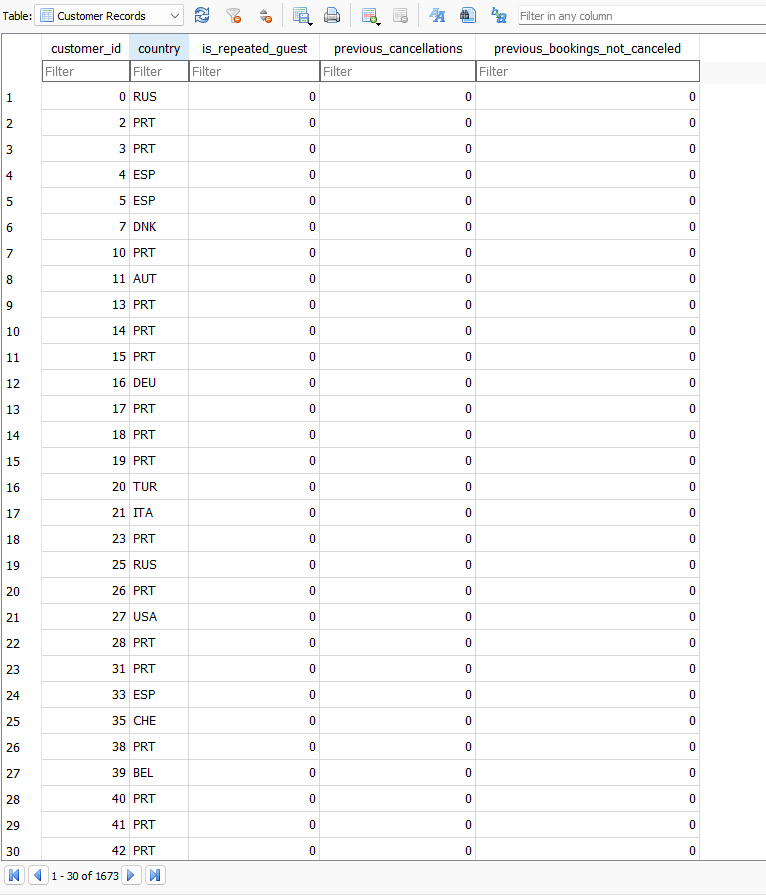 Table: Customer Records Filter in any column
customer_id country is_repeated_guest previous_cancellations previous_bookings_not_canceled
Filter Filter Filter Filter Filter
1 0 RUS 0 0 0
2 2 PRT 0 0 0
3 3 PRT 0 0 0
4 4 ESP 0 0 0
5 5 ESP 0 0 0
6 7 DNK 0 0 0
7 10 PRT 0 0 0
8 11 AUT 0 0 0
9 13 PRT 0 0 0
10 14 PRT 0 0 0
11 15 PRT 0 0 0
12 16 DEU 0 0 0
13 17 PRT 0 0 0
14 18 PRT 0 0 0
15 19 PRT 0 0 0
16 20 TUR 0 0 0
17 21 ITA 0 0 0
18 23 PRT 0 0 0
19 25 RUS 0 0 0
20 26 PRT 0 0 0
21 27 USA 0 0 0
22 28 PRT 0 0 0
23 31 PRT 0 0 0
24 33 ESP 0 0 0
25 35 CHE 0 0 0
26 38 PRT 0 0 0
27 39 BEL 0 0 0
28 40 PRT 0 0 0
29 41 PRT 0 0 0
30 42 PRT 0 0 0
1 - 30 of 1673